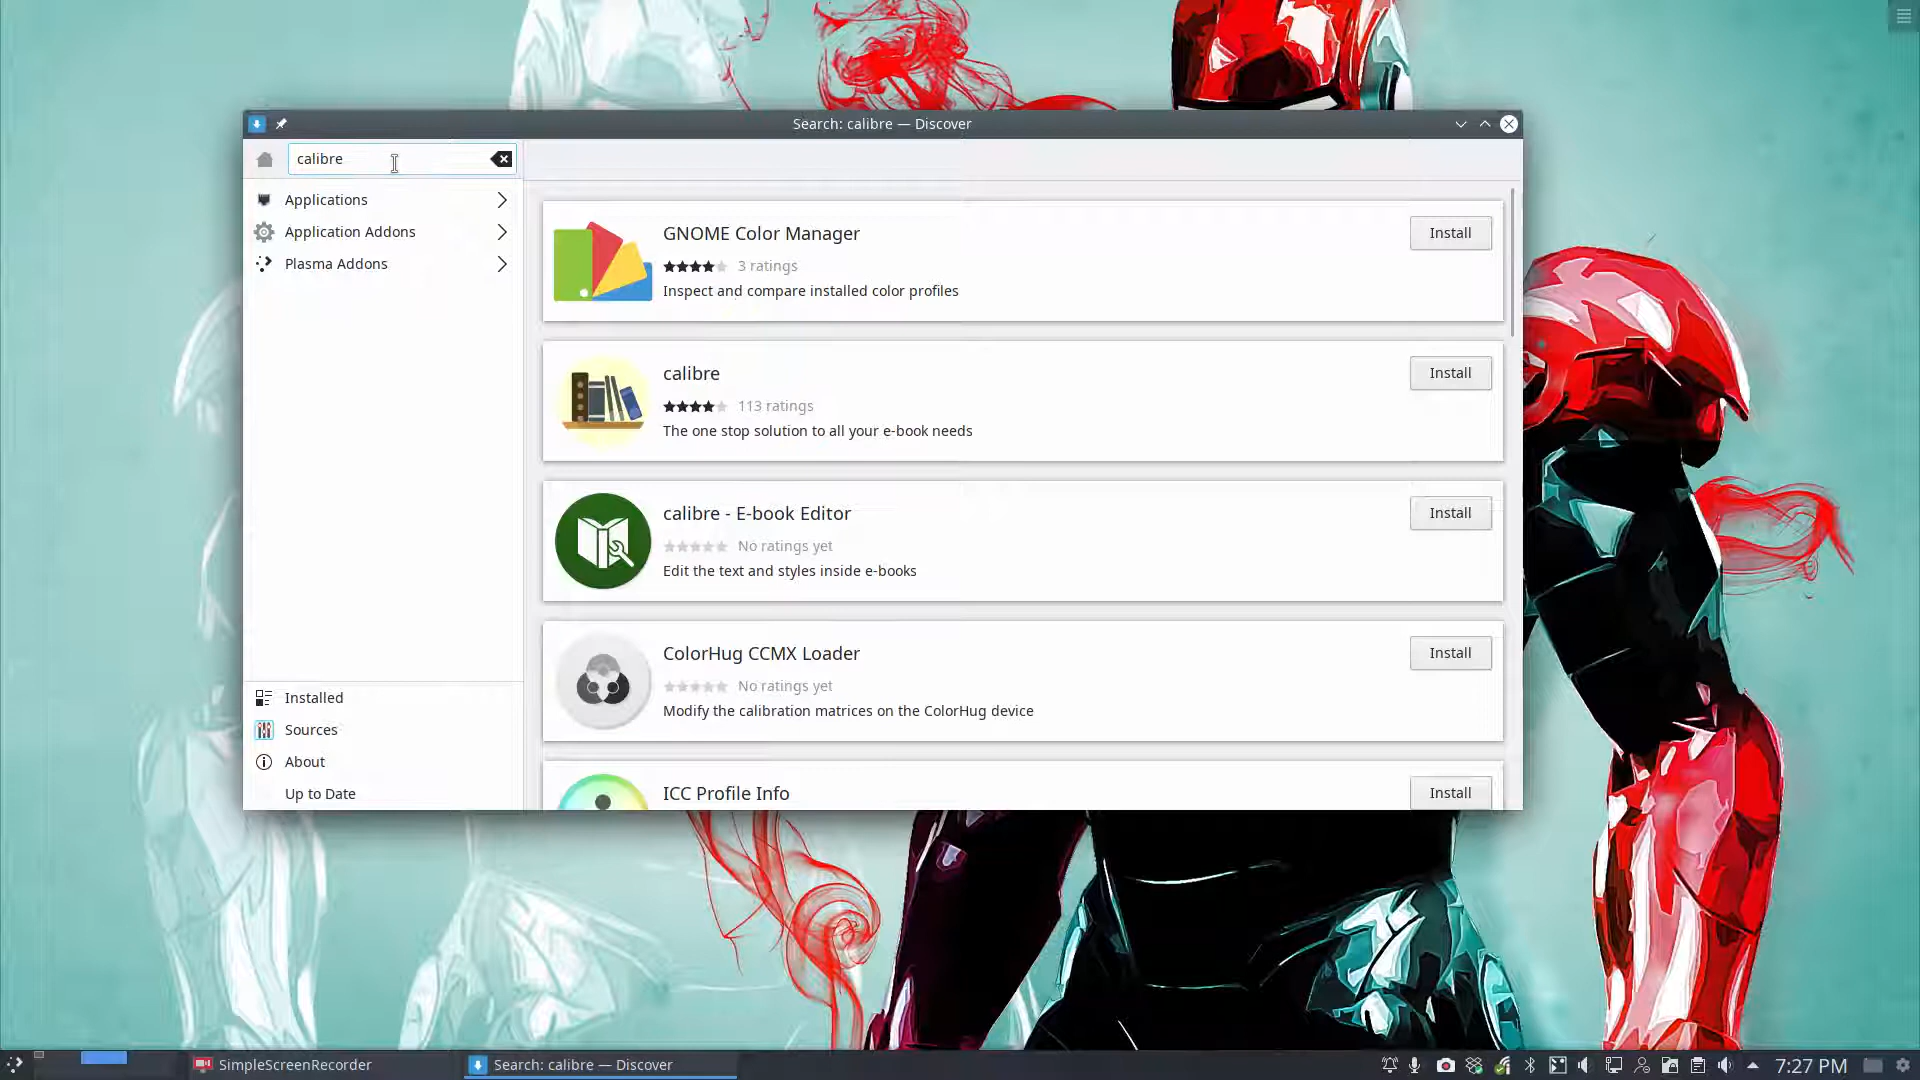 Search: calibre — Discover
calibre
Applications
Application Addons
Plasma Addons
GNOME Color Manager
Install
3 ratings
Inspect and compare installed color profiles
calibre
Install
113 ratings
The one stop solution to all your e-book needs
calibre - E-book Editor
Install
No ratings yet
Edit the text and styles inside e-books
ColorHug CCMX Loader
Install
No ratings yet
Modify the calibration matrices on the ColorHug device
ICC Profile Info
Install
Installed
Sources
About
Up to Date
SimpleScreenRecorder
Search: calibre — Discover
7:27 PM